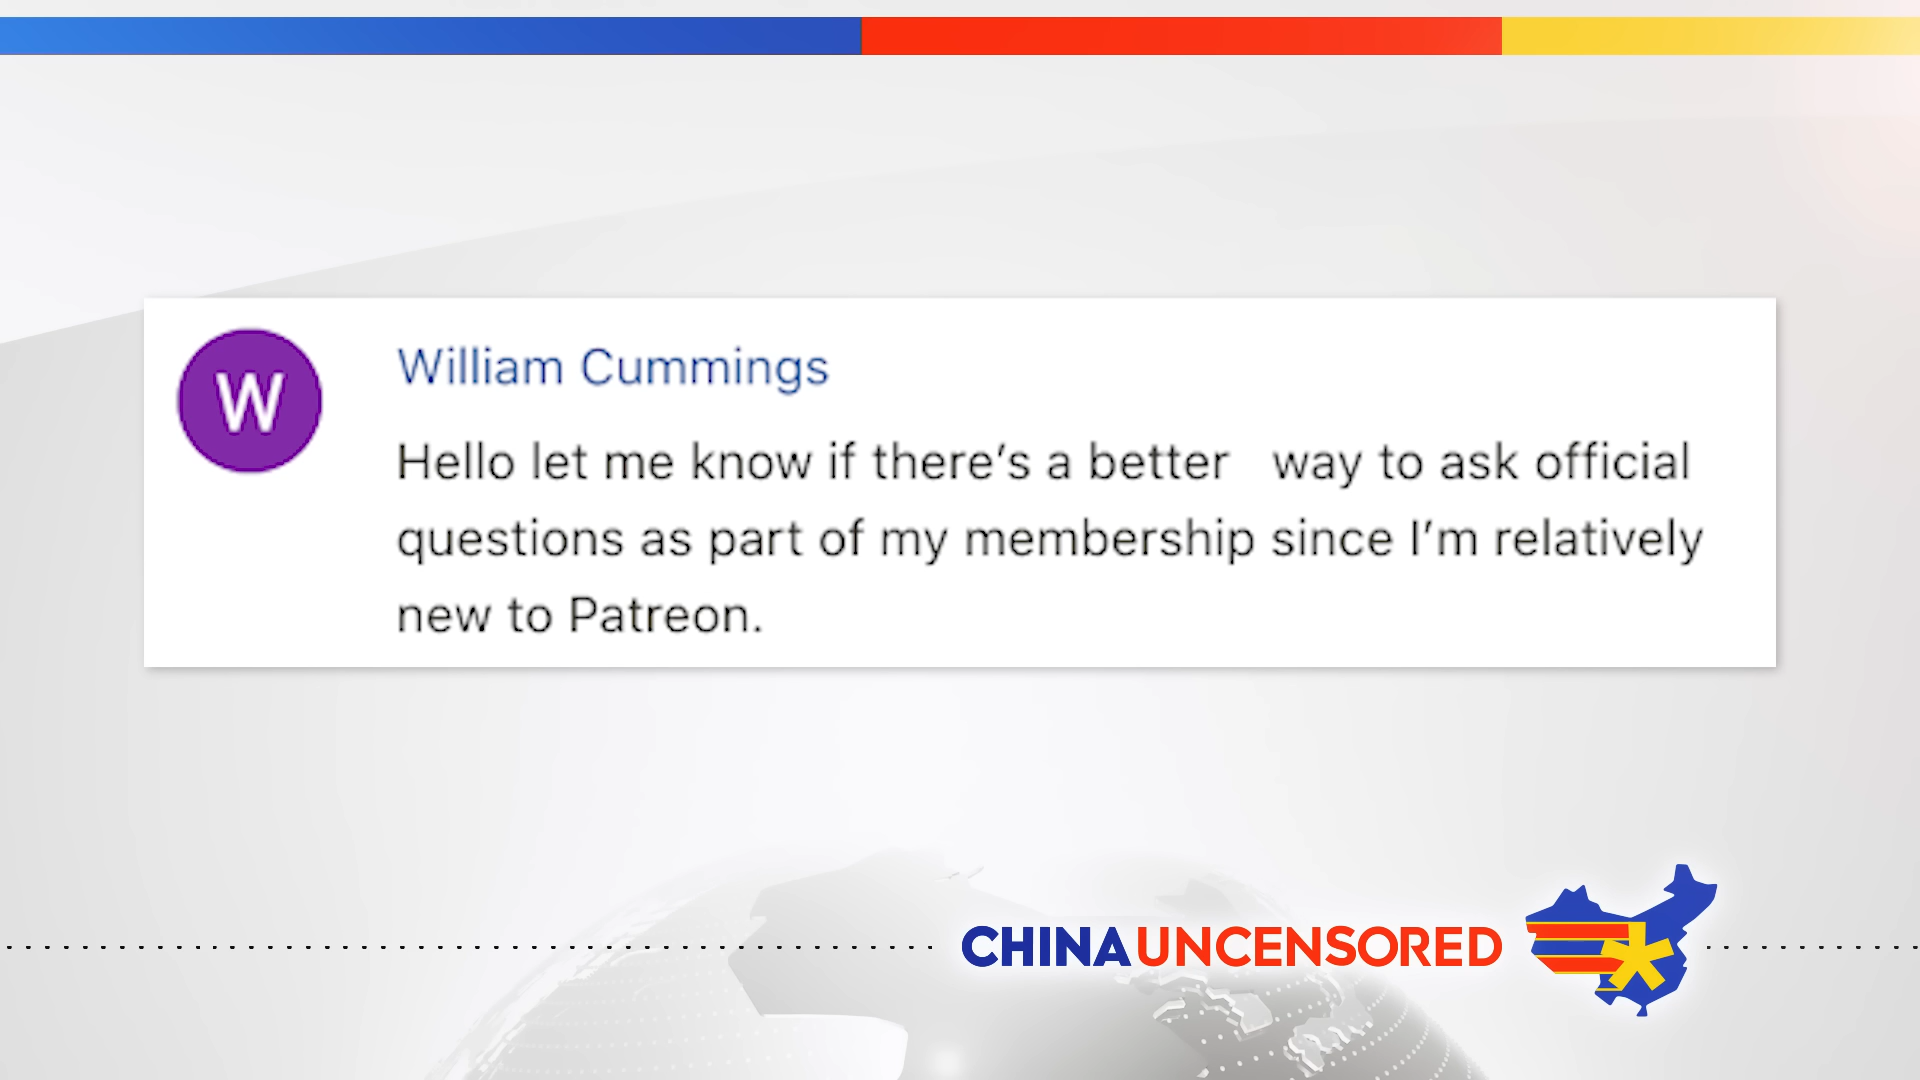 W
William Cummings
Hello let me know if there’s a better   way to ask official
questions as part of my membership since I’m relatively
new to Patreon.
CHINAUNCENSORED